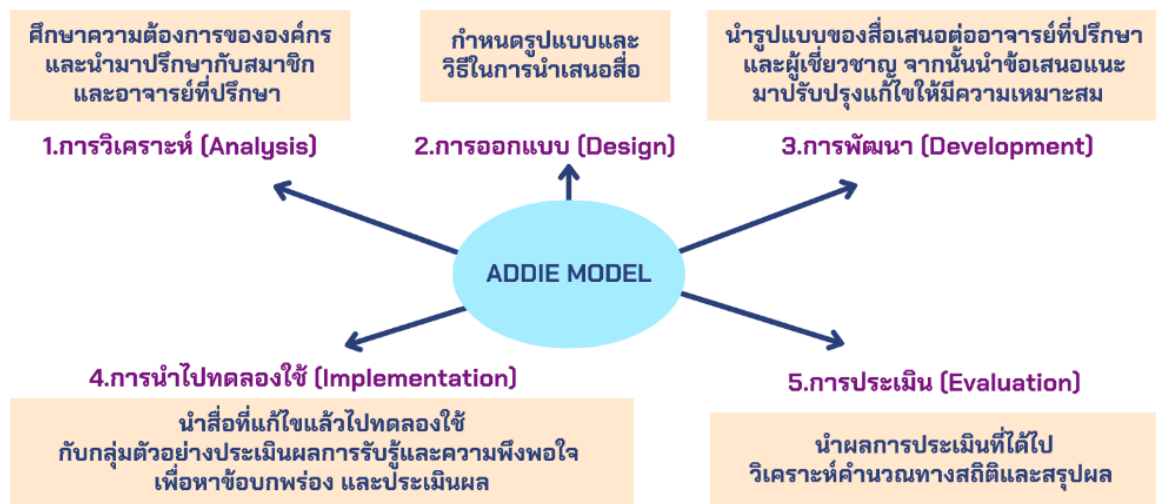 ศึกษาความต้องการขององค์กร
และนำมาปรึกษากับสมาชิก
และอาจารย์ที่ปรึกษา
1.การวิเคราะห์ (Analysis)
กำหนดรูปแบบและ
วิธีในการนำเสนอสื่อ
2.การออกแบบ (Design)
นำรูปแบบของสื่อเสนอต่ออาจารย์ที่ปรึกษา
และผู้เชี่ยวชาญ จากนั้นนำข้อเสนอแนะ
มาปรับปรุงแก้ไขให้มีความเหมาะสม
3.การพัฒนา (Development)
ADDIE MODEL
4.การนำไปทดลองใช้ (Implementation)
นำสื่อที่แก้ไขแล้วไปทดลองใช้
กับกลุ่มตัวอย่างประเมินผลการรับรู้และความพึงพอใจ
เพื่อหาข้อบกพร่อง และประเมินผล
5.การประเมิน (Evaluation)
นำผลการประเมินที่ได้ไป
วิเคราะห์คำนวณทางสถิติและสรุปผล